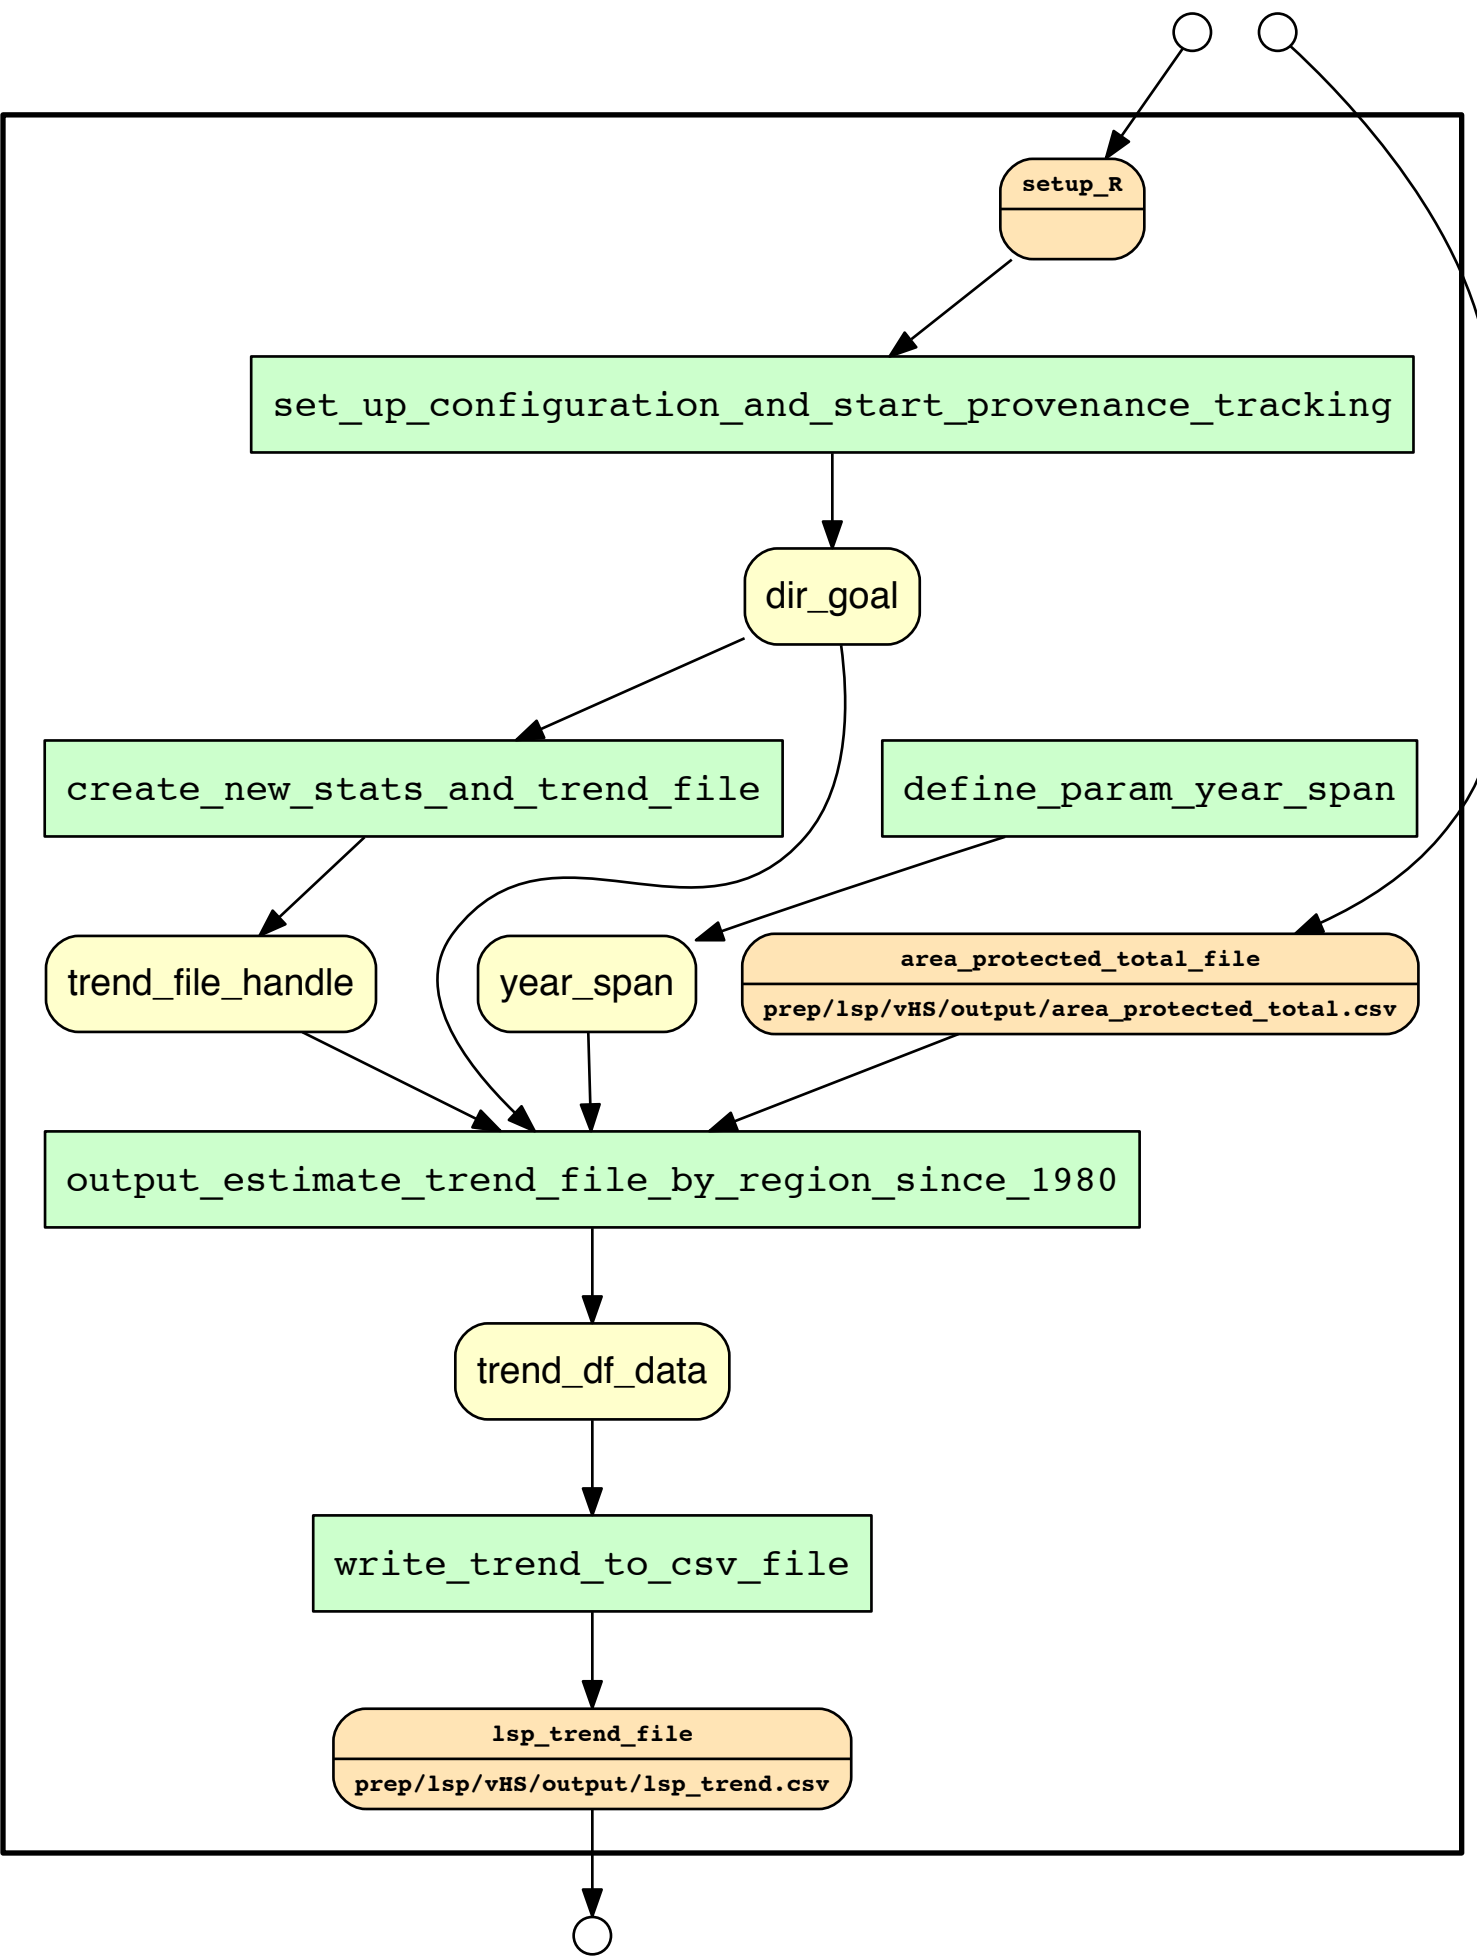 setup_R
set_up_configuration_and_start_provenance_tracking
dir_goal
create_new_stats_and_trend_file
define_param_year_span
trend_file_handle
year_span
area_protected_total_file
prep/lsp/vHS/output/area_protected_total.csv
output_estimate_trend_file_by_region_since_1980
trend_df_data
write_trend_to_csv_file
lsp_trend_file
prep/lsp/vHS/output/lsp_trend.csv